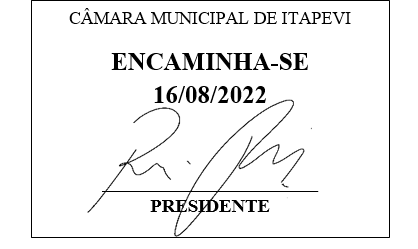 CÂMARA MUNICIPAL DE ITAPEVI
ENCAMINHA-SE
16/08/2022
PRESIDENTE